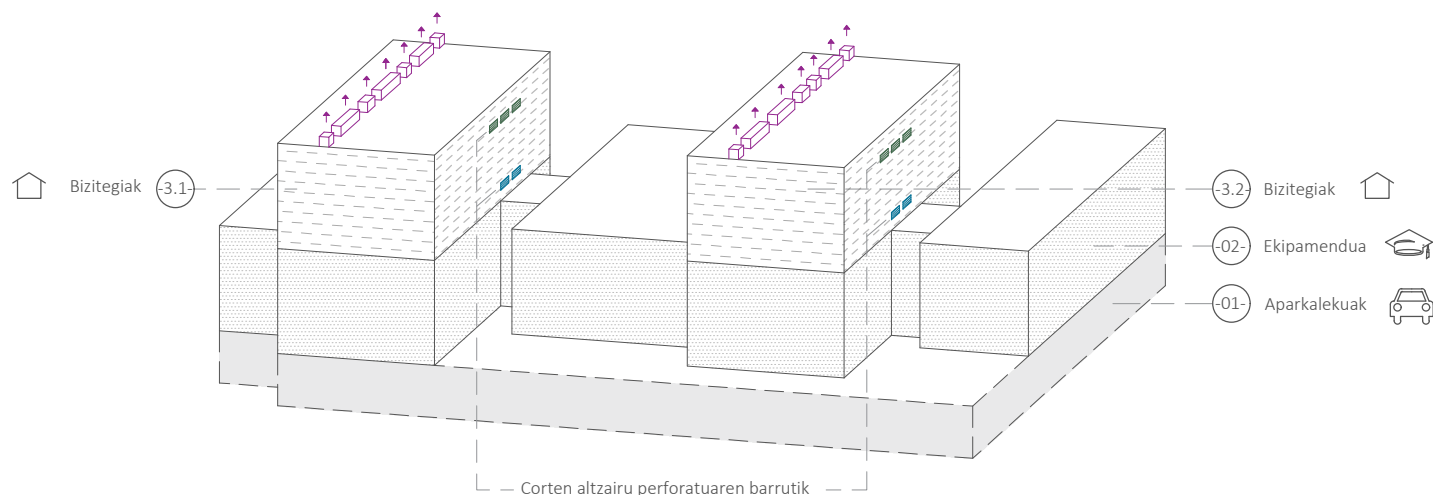 Bizitegiak -3.1-
-3.2- Bizitegiak
-02- Ekipamendua
-01- Aparkalekuak
Corten altzairu perforatuaren barrutik